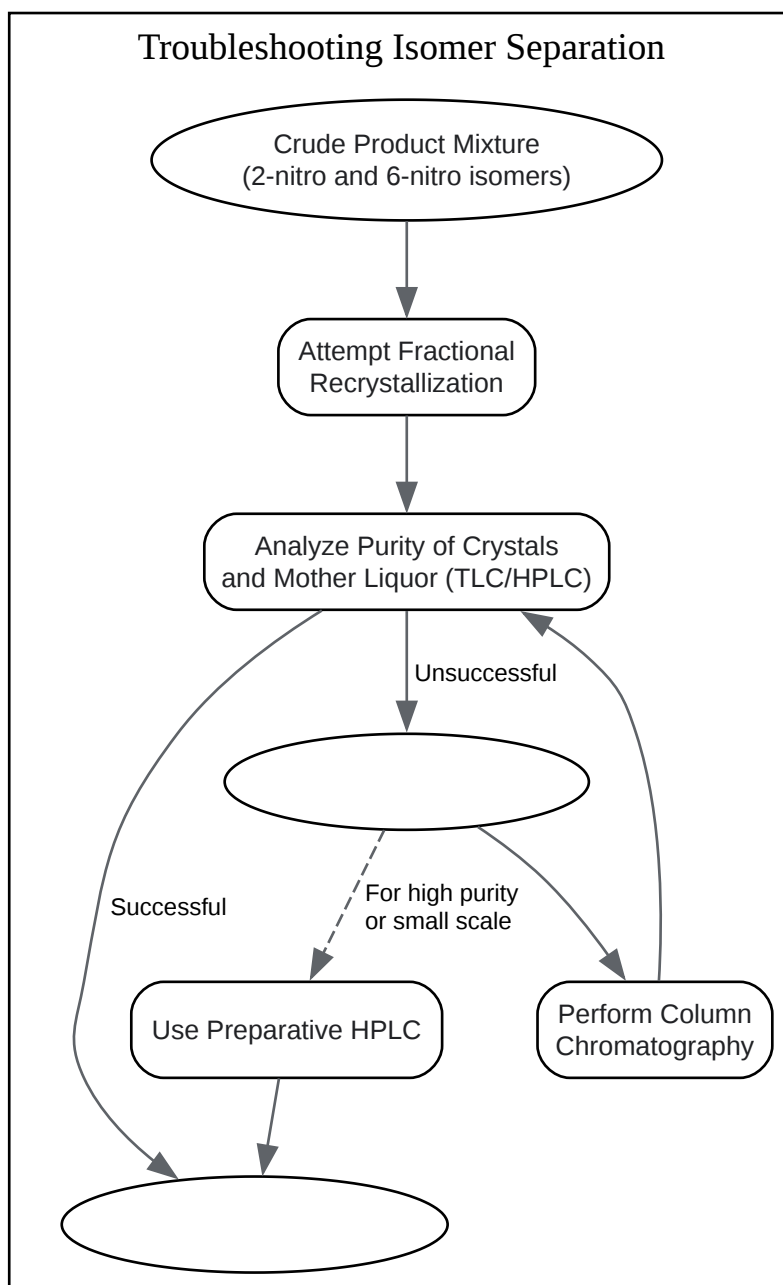 Troubleshooting Isomer Separation
Crude Product Mixture
(2-nitro and 6-nitro isomers)
Attempt Fractional
Recrystallization
Analyze Purity of Crystals
and Mother Liquor (TLC/HPLC)
Unsuccessful
Successful
For high purity
or small scale
Use Preparative HPLC
Perform Column
Chromatography